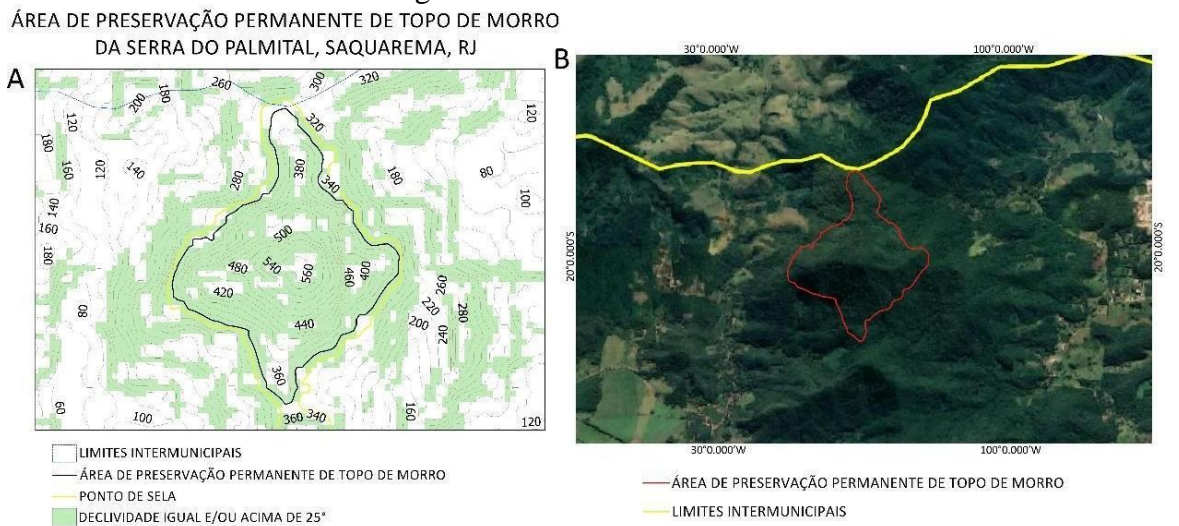 ÁREA DE PRESERVAÇÃO PERMANENTE DE TOPO DE MORRO
DA SERRA DO PALMITAL, SAQUAREMA, RJ
A
260
300
320
200
180
120
320
120
180
160
120
140
380
340
280
180
80
100
140
160
500
180
480
540
560
460
400
420
260
220
280
80
440
200
240
360
60
100
360
340
160
120
LIMITES INTERMUNICIPAIS
ÁREA DE PRESERVAÇÃO PERMANENTE DE TOPO DE MORRO
PONTO DE SELA
DECLIVIDADE IGUAL E/OU ACIMA DE 25°
B
30°0.000'W
100°0.000'W
20°0.000'S
20°0.000'S
30°0.000'W
100°0.000'W
ÁREA DE PRESERVAÇÃO PERMANENTE DE TOPO DE MORRO
LIMITES INTERMUNICIPAIS